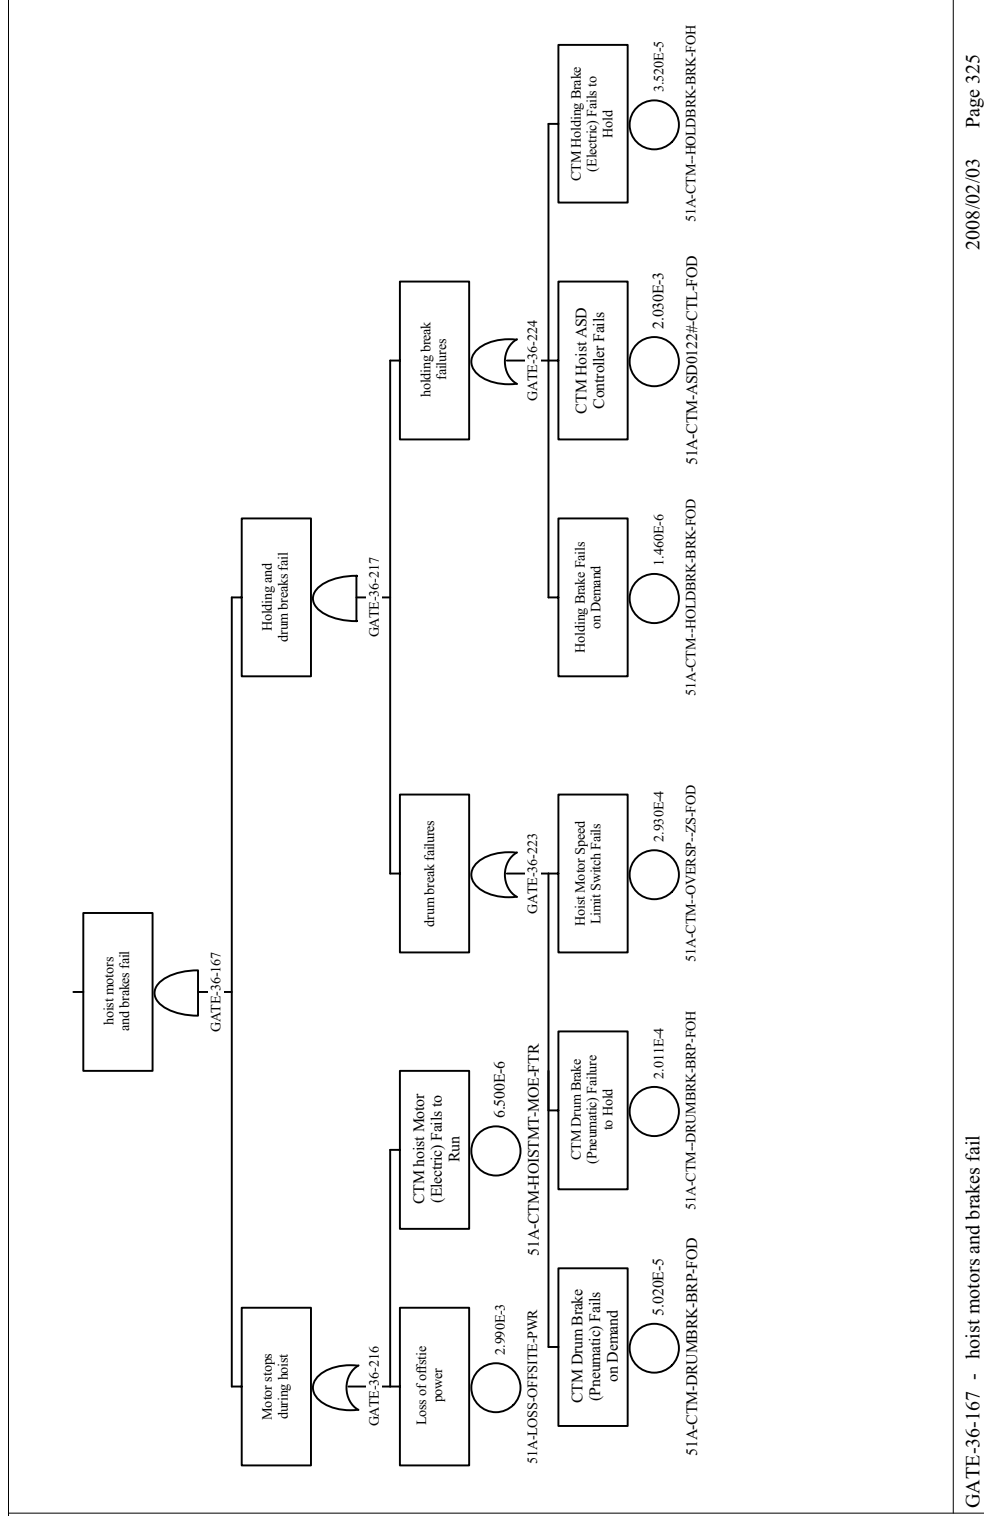 hoist motors
and brakes fail
GATE-36-167
Motor stops
during hoist
GATE-36-216
Holding and
drum breaks fail
GATE-36-217
Loss of offstie
power
2.990E-3
51A-LOSS-OFFSITE-PWR
CTM hoist Motor
(Electric) Fails to
Run
6.500E-6
51A-CTM-HOISTMT-MOE-FTR
drum break failures
GATE-36-223
holding break
failures
GATE-36-224
CTM Drum Brake
(Pneumatic) Fails
on Demand
5.020E-5
51A-CTM-DRUMBRK-BRP-FOD
CTM Drum Brake
(Pneumatic) Failure
to Hold
2.011E-4
51A-CTM--DRUMBRK-BRP-FOH
Hoist Motor Speed
Limit Switch Fails
2.930E-4
51A-CTM--OVERSP--ZS-FOD
Holding Brake Fails
on Demand
1.460E-6
51A-CTM--HOLDBRK-BRK-FOD
CTM Hoist ASD
Controller Fails
2.030E-3
51A-CTM-ASD0122#-CTL-FOD
CTM Holding Brake
(Electric) Fails to
Hold
3.520E-5
51A-CTM--HOLDBRK-BRK-FOH
GATE-36-167 - hoist motors and brakes fail
2008/02/03 Page 325